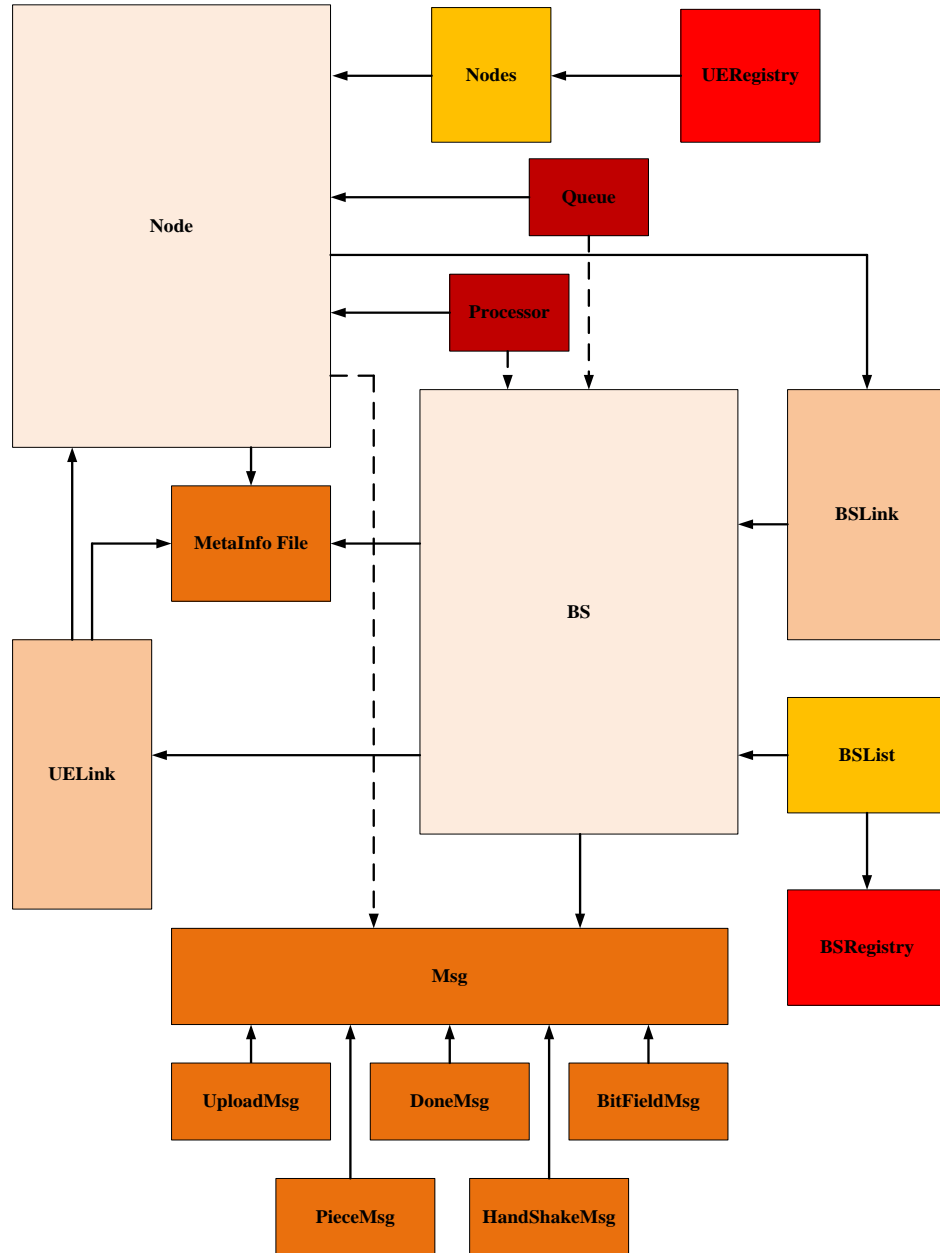 Nodes
UERegistry
Queue
Node
Processor
BSLink
MetaInfo File
BS
BSList
UELink
BSRegistry
Msg
UploadMsg
DoneMsg
BitFieldMsg
PieceMsg
HandShakeMsg